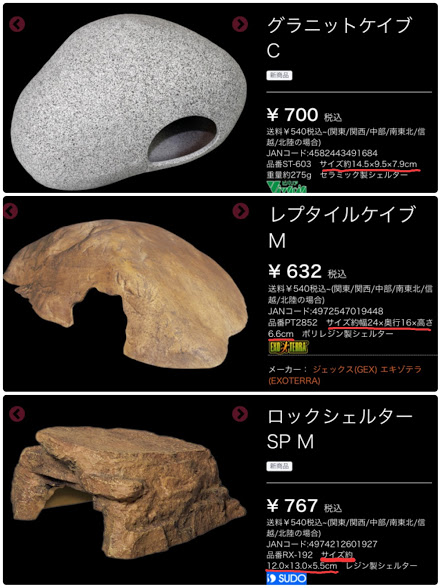 グラニットケイブ
C
新商品
¥ 700 税込
送料¥540税込~(関東/関西/中部/南東北/信
越/北陸の場合)
JANコード:4582443491684
品番ST-603 サイズ約14.5×9.5×7.9cm
重量約275g セラミック製シェルター
レプタイルケイブ
M
¥ 632 税込
送料¥540税込~(関東/関西/中部/南東北/信
越/北陸の場合)
JANコード:4972547019448
品番PT2852 サイズ約幅24×奥行16×高さ
6.6cm ポリレジン製シェルター
EXO TERRA
メーカー： ジェックス(GEX) エキゾテラ
(EXOTERRA)
ロックシェルター
SP M
新商品
¥ 767 税込
送料¥540税込~(関東/関西/中部/南東北/信
越/北陸の場合)
JANコード:4974212601927
品番RX-192 サイズ約
12.0×13.0×5.5cm レジン製シェルター
SUDO